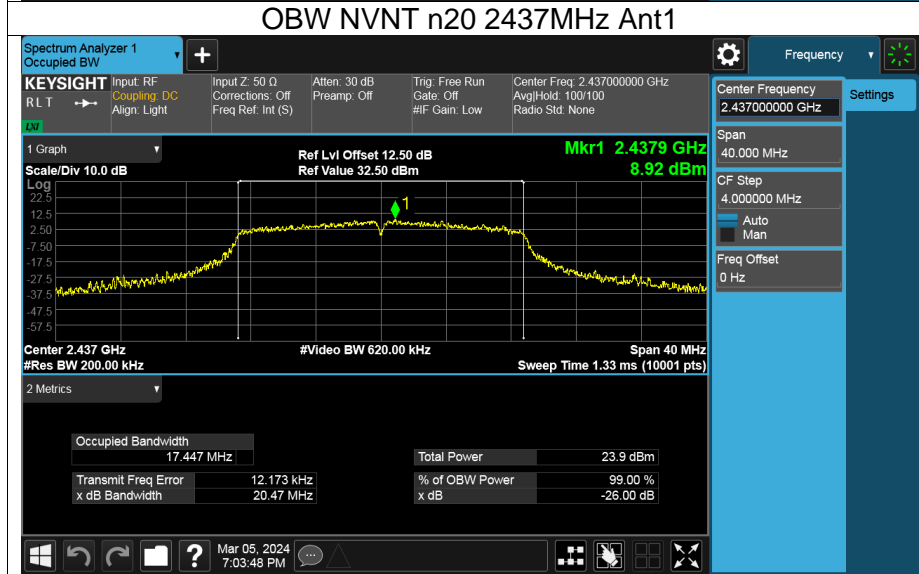 OBW NVNT n20 2437MHz Ant1
Spectrum Analyzer 1
Occupied BW
+
Frequency
KEYSIGHT
RLT
LXI
Input: RF
Coupling: DC
Align: Light
Input Z: 50 Ω
Corrections: Off
Freq Ref: Int (S)
Atten: 30 dB
Preamp: Off
Trig: Free Run
Gate: Off
#IF Gain: Low
Center Freq: 2.437000000 GHz
Avg|Hold: 100/100
Radio Std: None
Center Frequency
2.437000000 GHz
Settings
Span
40.000 MHz
CF Step
4.000000 MHz
Auto
Man
Freq Offset
0 Hz
1 Graph
Scale/Div 10.0 dB
Ref Lvl Offset 12.50 dB
Ref Value 32.50 dBm
Mkr1 2.4379 GHz
8.92 dBm
Log
22.5
12.5
2.50
-7.50
-17.5
-27.5
-37.5
-47.5
-57.5
1
Center 2.437 GHz
#Res BW 200.00 kHz
#Video BW 620.00 kHz
Span 40 MHz
Sweep Time 1.33 ms (10001 pts)
2 Metrics
Occupied Bandwidth
17.447 MHz
Total Power 23.9 dBm
Transmit Freq Error 12.173 kHz
% of OBW Power 99.00 %
x dB Bandwidth 20.47 MHz
x dB -26.00 dB
?
Mar 05, 2024
7:03:48 PM